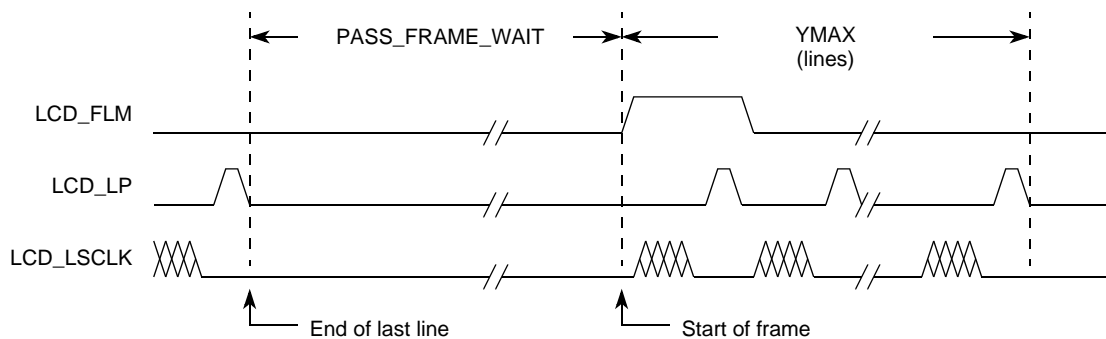 PASS_FRAME_WAIT
YMAX
(lines)
LCD_FLM
LCD_LP
LCD_LSCLK
End of last line
Start of frame